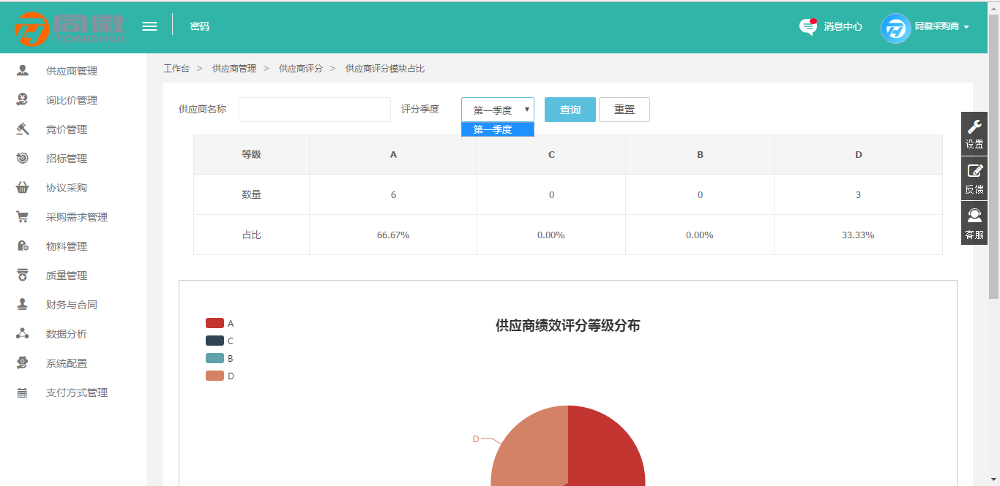 同徽
TONGHUI
密码
消息中心
同徽采购商
供应商管理
询比价管理
竞价管理
招标管理
协议采购
采购需求管理
物料管理
质量管理
财务与合同
数据分析
系统配置
支付方式管理
工作台 > 供应商管理 > 供应商评分 > 供应商评分模块占比
供应商名称 评分季度 第一季度 查询 重置
第一季度
等级 A C B D
数量 6 0 0 3
占比 66.67% 0.00% 0.00% 33.33%
设置
反馈
客服
供应商绩效评分等级分布
A
C
B
D
D